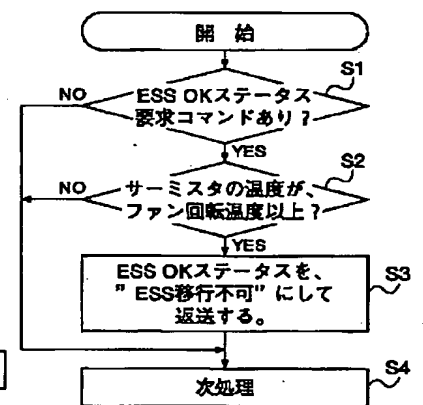 開 始
S1
ESS OKステータス
要求コマンドあり？
NO
YES
S2
サーミスタの温度が、
ファン回転温度以上？
NO
YES
S3
ESS OKステータスを、
”ESS移行不可”にして
返送する。
S4
次処理